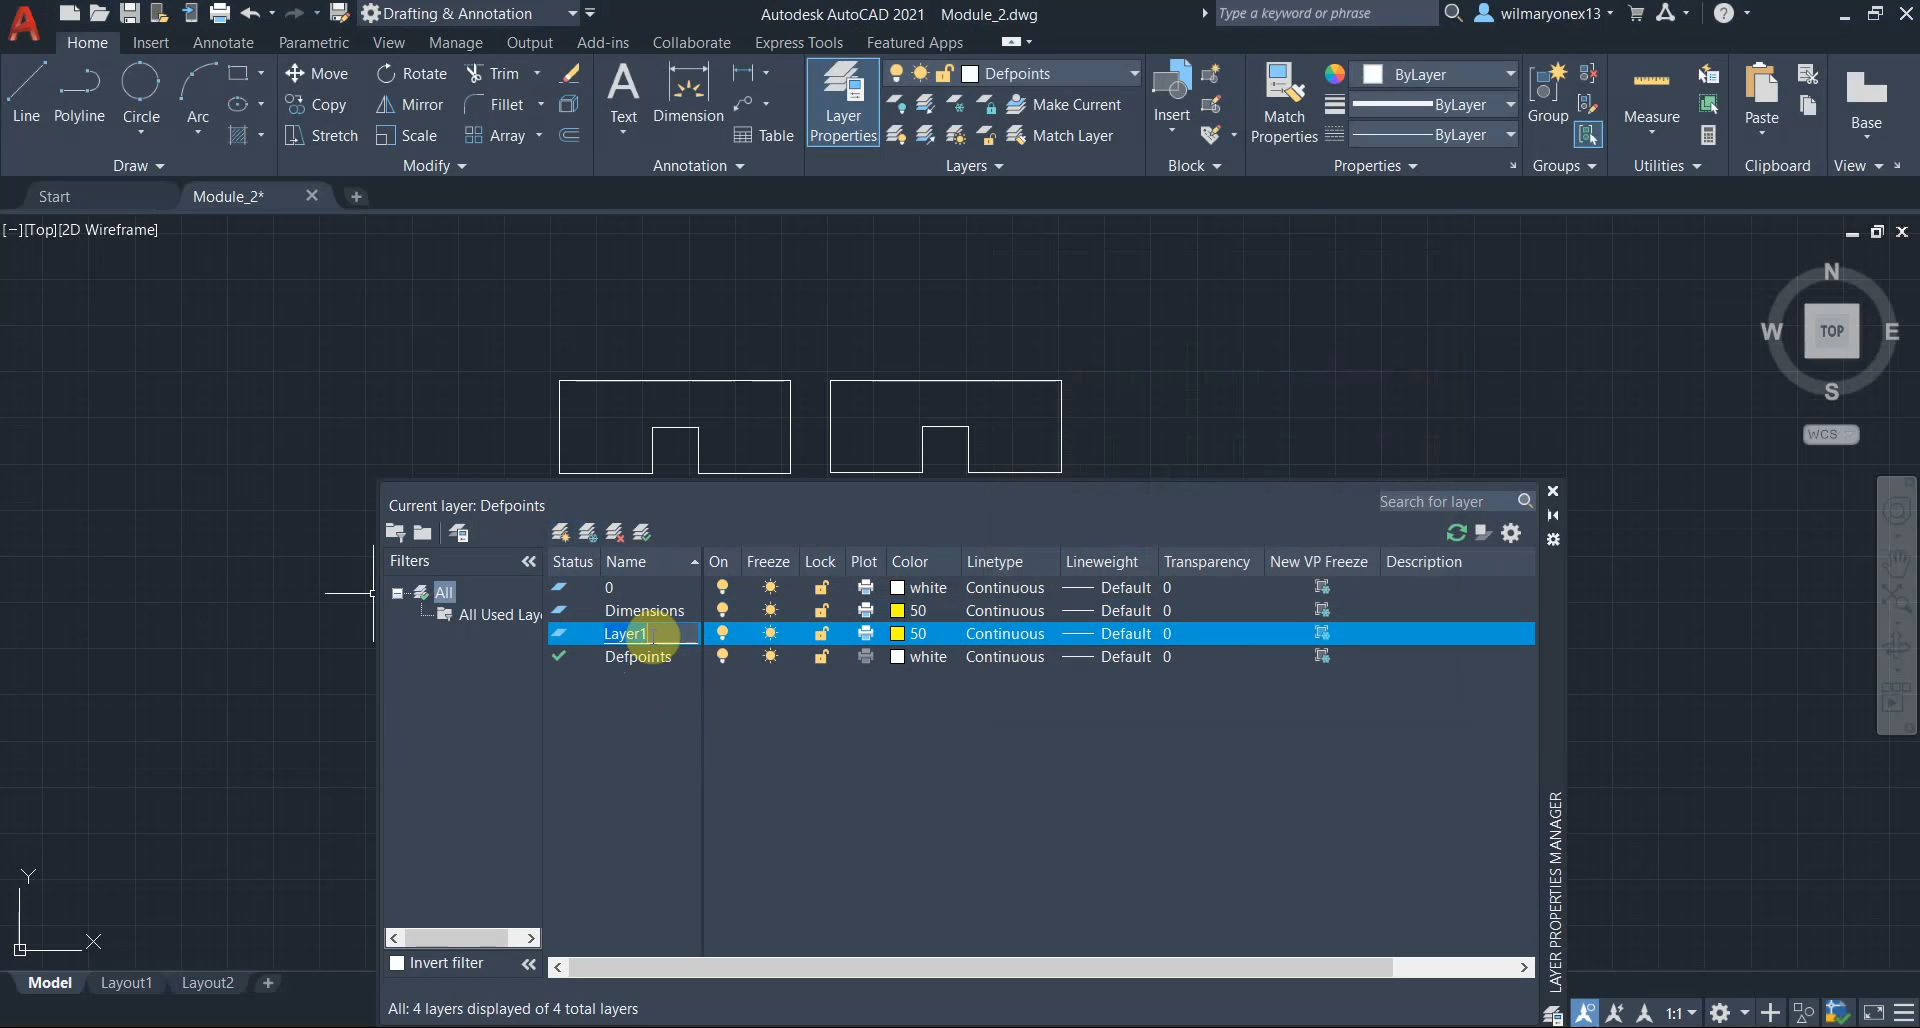 Drafting & Annotation
Autodesk AutoCAD 2021 Module_2.dwg
Type a keyword or phrase
wilmaryonex13
Home Insert Annotate Parametric View Manage Output Add-ins Collaborate Express Tools Featured Apps
Line Polyline Circle Arc
Draw
Move Rotate Trim
Copy Mirror Fillet
Stretch Scale Array
Modify
Text Dimension Table
Annotation
Layer Properties
Defpoints
Make Current
Match Layer
Layers
Insert
Block
Match Properties
ByLayer
ByLayer
ByLayer
Properties
Group
Groups
Measure
Utilities
Paste
Clipboard
Base
View
Start Module_2*
[−][Top][2D Wireframe]
N
W TOP E
S
WCS
Current layer: Defpoints
Search for layer
Filters
All
All Used Laye
Status Name On Freeze Lock Plot Color Linetype Lineweight Transparency New VP Freeze Description
0 white Continuous Default 0
Dimensions 50 Continuous Default 0
Layer1 50 Continuous Default 0
Defpoints white Continuous Default 0
Invert filter
All: 4 layers displayed of 4 total layers
LAYER PROPERTIES MANAGER
Y
X
Model Layout1 Layout2
1:1